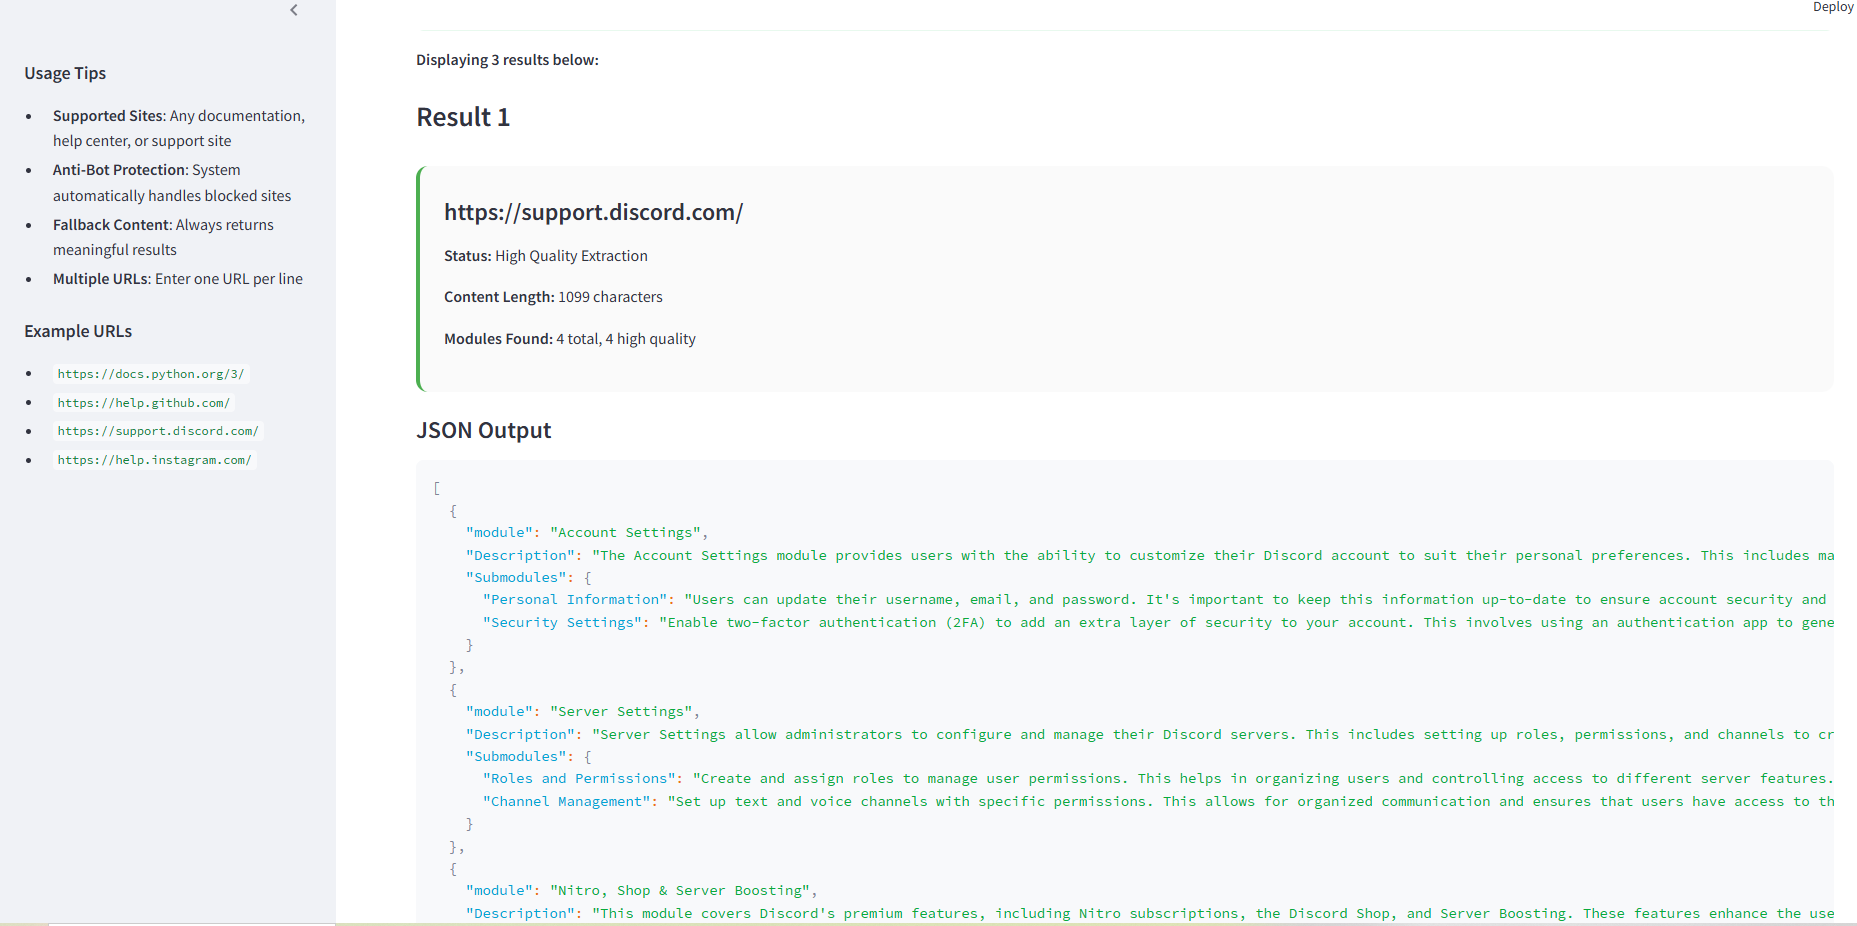 Deploy
Usage Tips
Supported Sites: Any documentation,
help center, or support site
Anti-Bot Protection: System
automatically handles blocked sites
Fallback Content: Always returns
meaningful results
Multiple URLs: Enter one URL per line
Example URLs
https://docs.python.org/3/
https://help.github.com/
https://support.discord.com/
https://help.instagram.com/
Displaying 3 results below:
Result 1
https://support.discord.com/
Status: High Quality Extraction
Content Length: 1099 characters
Modules Found: 4 total, 4 high quality
JSON Output
[
{
"module": "Account Settings",
"Description": "The Account Settings module provides users with the ability to customize their Discord account to suit their personal preferences. This includes ma
"Submodules": {
"Personal Information": "Users can update their username, email, and password. It's important to keep this information up-to-date to ensure account security and
"Security Settings": "Enable two-factor authentication (2FA) to add an extra layer of security to your account. This involves using an authentication app to gene
}
},
{
"module": "Server Settings",
"Description": "Server Settings allow administrators to configure and manage their Discord servers. This includes setting up roles, permissions, and channels to cr
"Submodules": {
"Roles and Permissions": "Create and assign roles to manage user permissions. This helps in organizing users and controlling access to different server features.
"Channel Management": "Set up text and voice channels with specific permissions. This allows for organized communication and ensures that users have access to th
}
},
{
"module": "Nitro, Shop & Server Boosting",
"Description": "This module covers Discord's premium features, including Nitro subscriptions, the Discord Shop, and Server Boosting. These features enhance the use